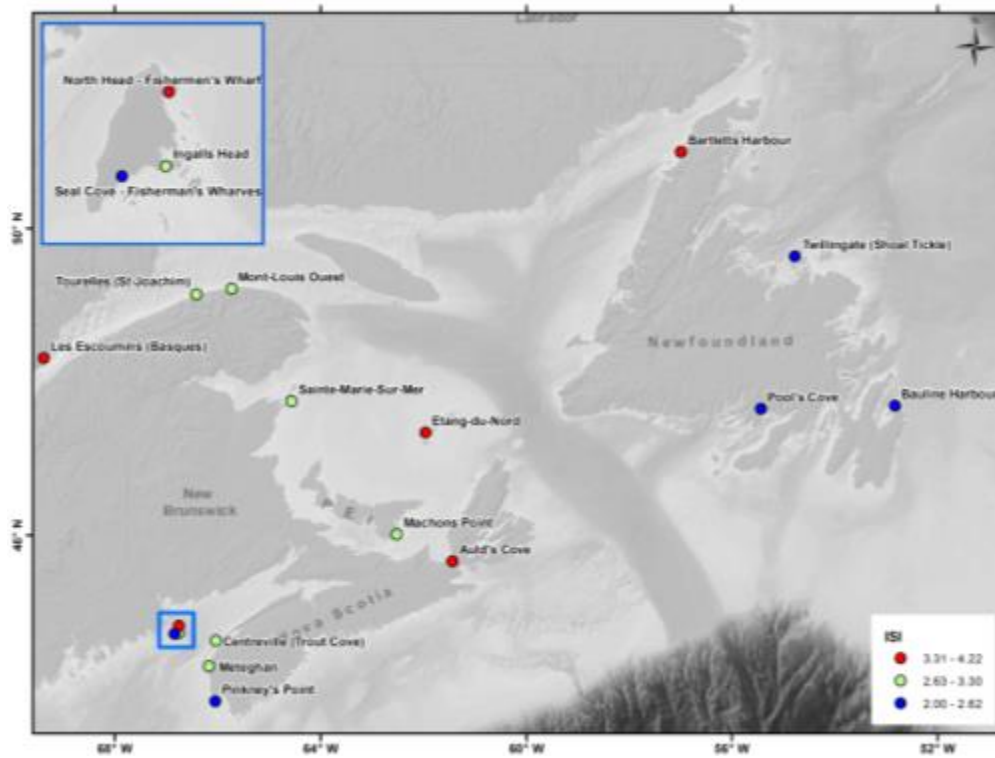 Labrador
North Head - Fishermen's Wharf
Ingalls Head
Seal Cove - Fisherman's Wharves
Bartletts Harbour
50° N
Twillingate (Shoal Tickle)
Tourelles (St-Joachim)
Mont-Louis Ouest
Newfoundland
Les Escoumins (Basques)
Sainte-Marie-Sur-Mer
Pool's Cove
Bauline Harbour
Etang-du-Nord
New
Brunswick
P E I
Machons Point
Auld's Cove
Nova Scotia
Centreville (Trout Cove)
Meteghan
Pinkney's Point
ISI
3.31 - 4.22
2.63 - 3.30
2.00 - 2.62
68° W
64° W
60° W
56° W
52° W